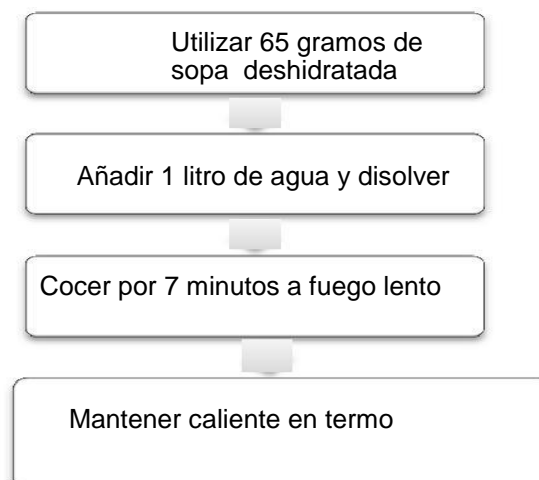 Utilizar 65 gramos de
sopa deshidratada
Añadir 1 litro de agua y disolver
Cocer por 7 minutos a fuego lento
Mantener caliente en termo